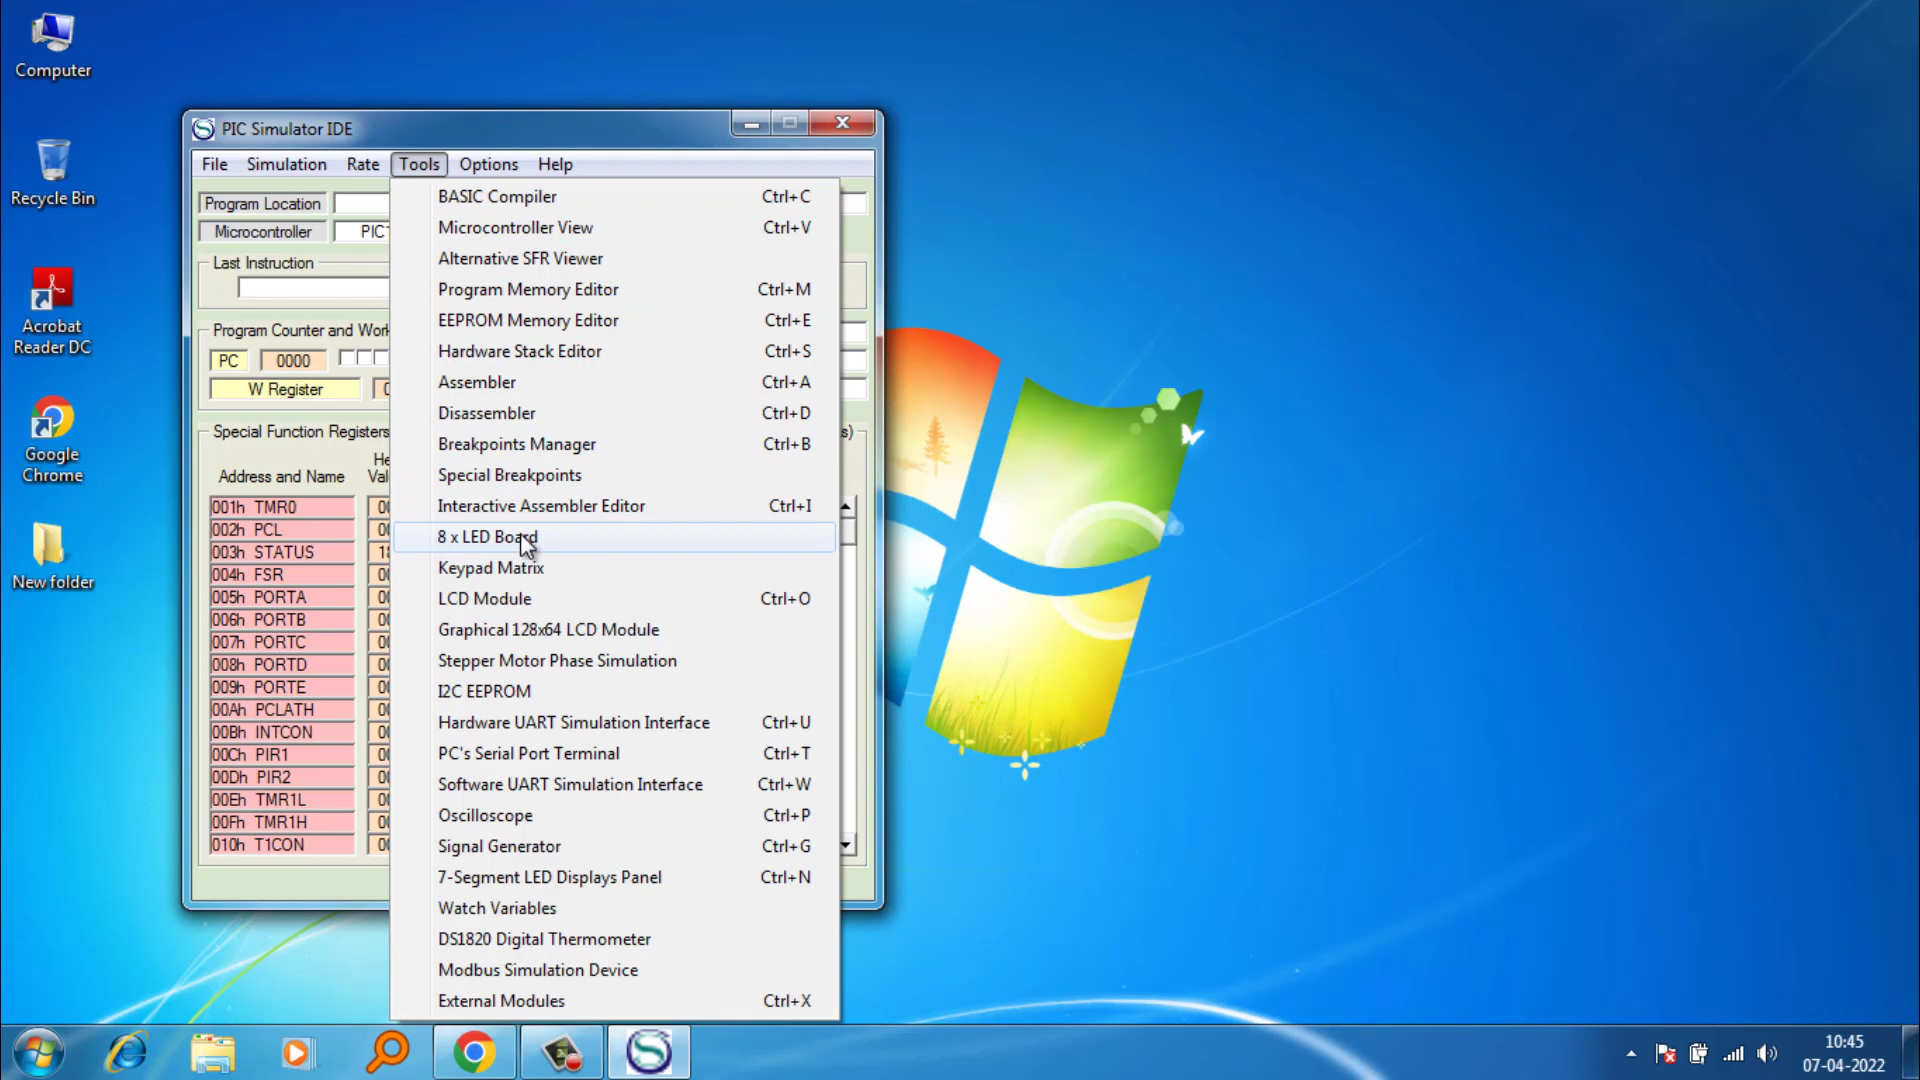 Computer
Recycle Bin
Acrobat
Reader DC
Google
Chrome
New folder
PIC Simulator IDE
File Simulation Rate Tools Options Help
Program Location
Microcontroller
Last Instruction
Program Counter and Work
PC 0000
W Register
Special Function Registers
Address and Name
001h TMR0
002h PCL
003h STATUS
004h FSR
005h PORTA
006h PORTB
007h PORTC
008h PORTD
009h PORTE
00Ah PCLATH
00Bh INTCON
00Ch PIR1
00Dh PIR2
00Eh TMR1L
00Fh TMR1H
010h T1CON
BASIC Compiler Ctrl+C
Microcontroller View Ctrl+V
Alternative SFR Viewer
Program Memory Editor Ctrl+M
EEPROM Memory Editor Ctrl+E
Hardware Stack Editor Ctrl+S
Assembler Ctrl+A
Disassembler Ctrl+D
Breakpoints Manager Ctrl+B
Special Breakpoints
Interactive Assembler Editor Ctrl+I
8 x LED Board
Keypad Matrix
LCD Module Ctrl+O
Graphical 128x64 LCD Module
Stepper Motor Phase Simulation
I2C EEPROM
Hardware UART Simulation Interface Ctrl+U
PC's Serial Port Terminal Ctrl+T
Software UART Simulation Interface Ctrl+W
Oscilloscope Ctrl+P
Signal Generator Ctrl+G
7-Segment LED Displays Panel Ctrl+N
Watch Variables
DS1820 Digital Thermometer
Modbus Simulation Device
External Modules Ctrl+X
10:45
07-04-2022